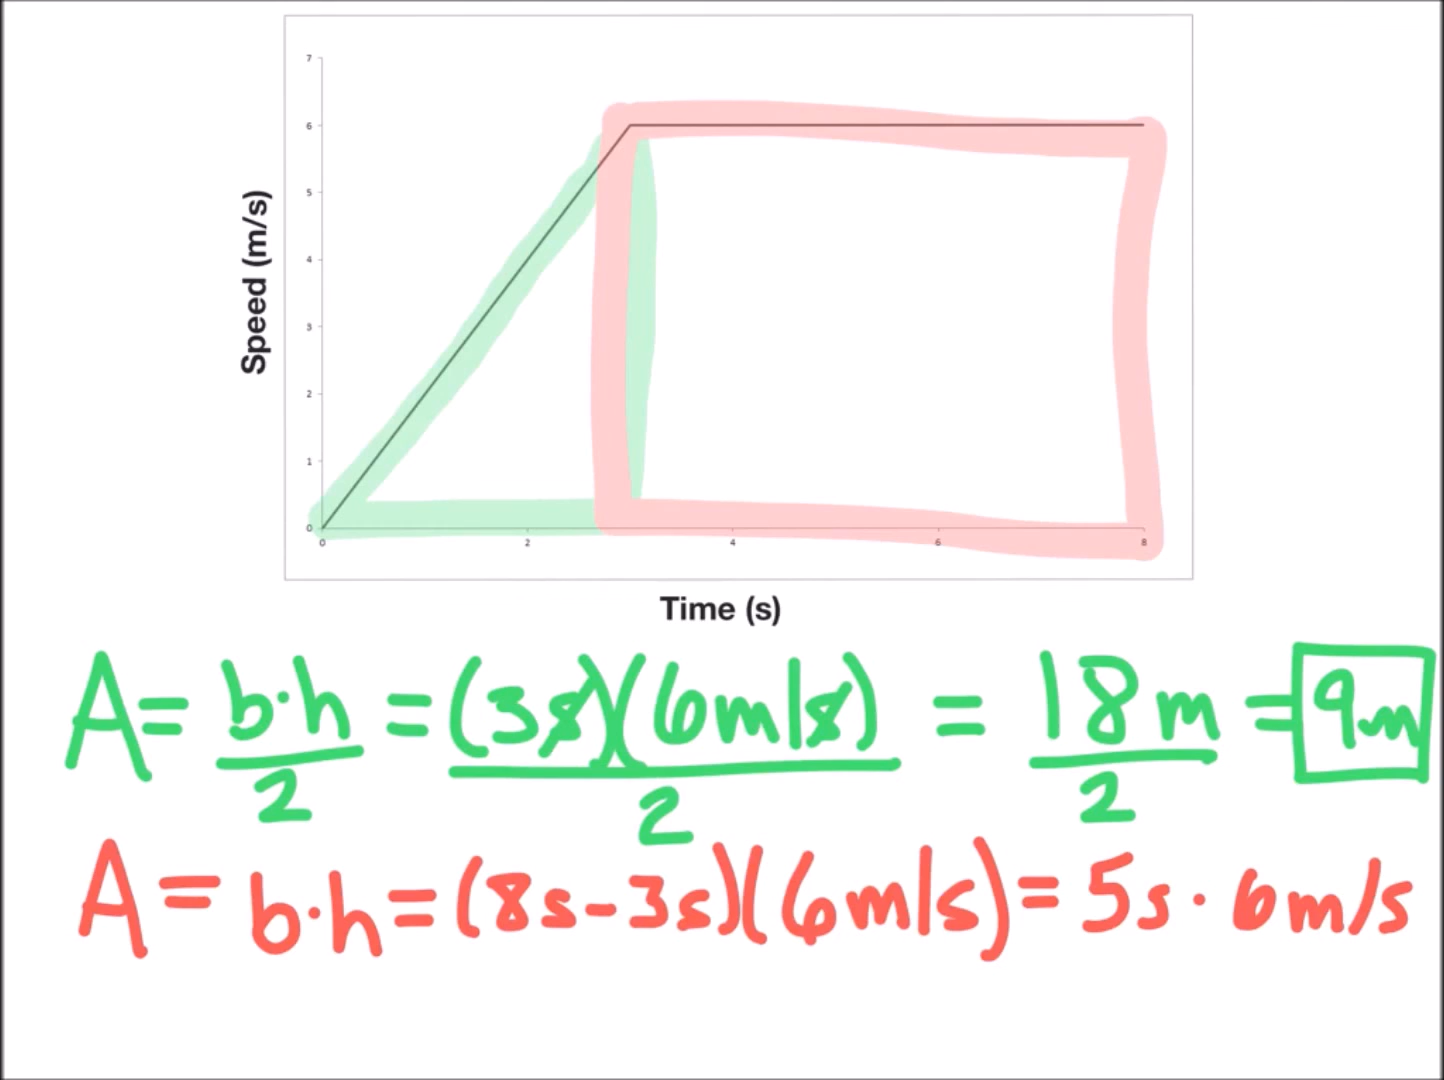 7
6
5
4
3
2
1
0
0 2 4 6 8
Speed (m/s)
Time (s)
A = b·h/2 = (3s)(6m/s)/2 = 18m/2 = 9m
A = b·h = (8s-3s)(6m/s) = 5s · 6m/s